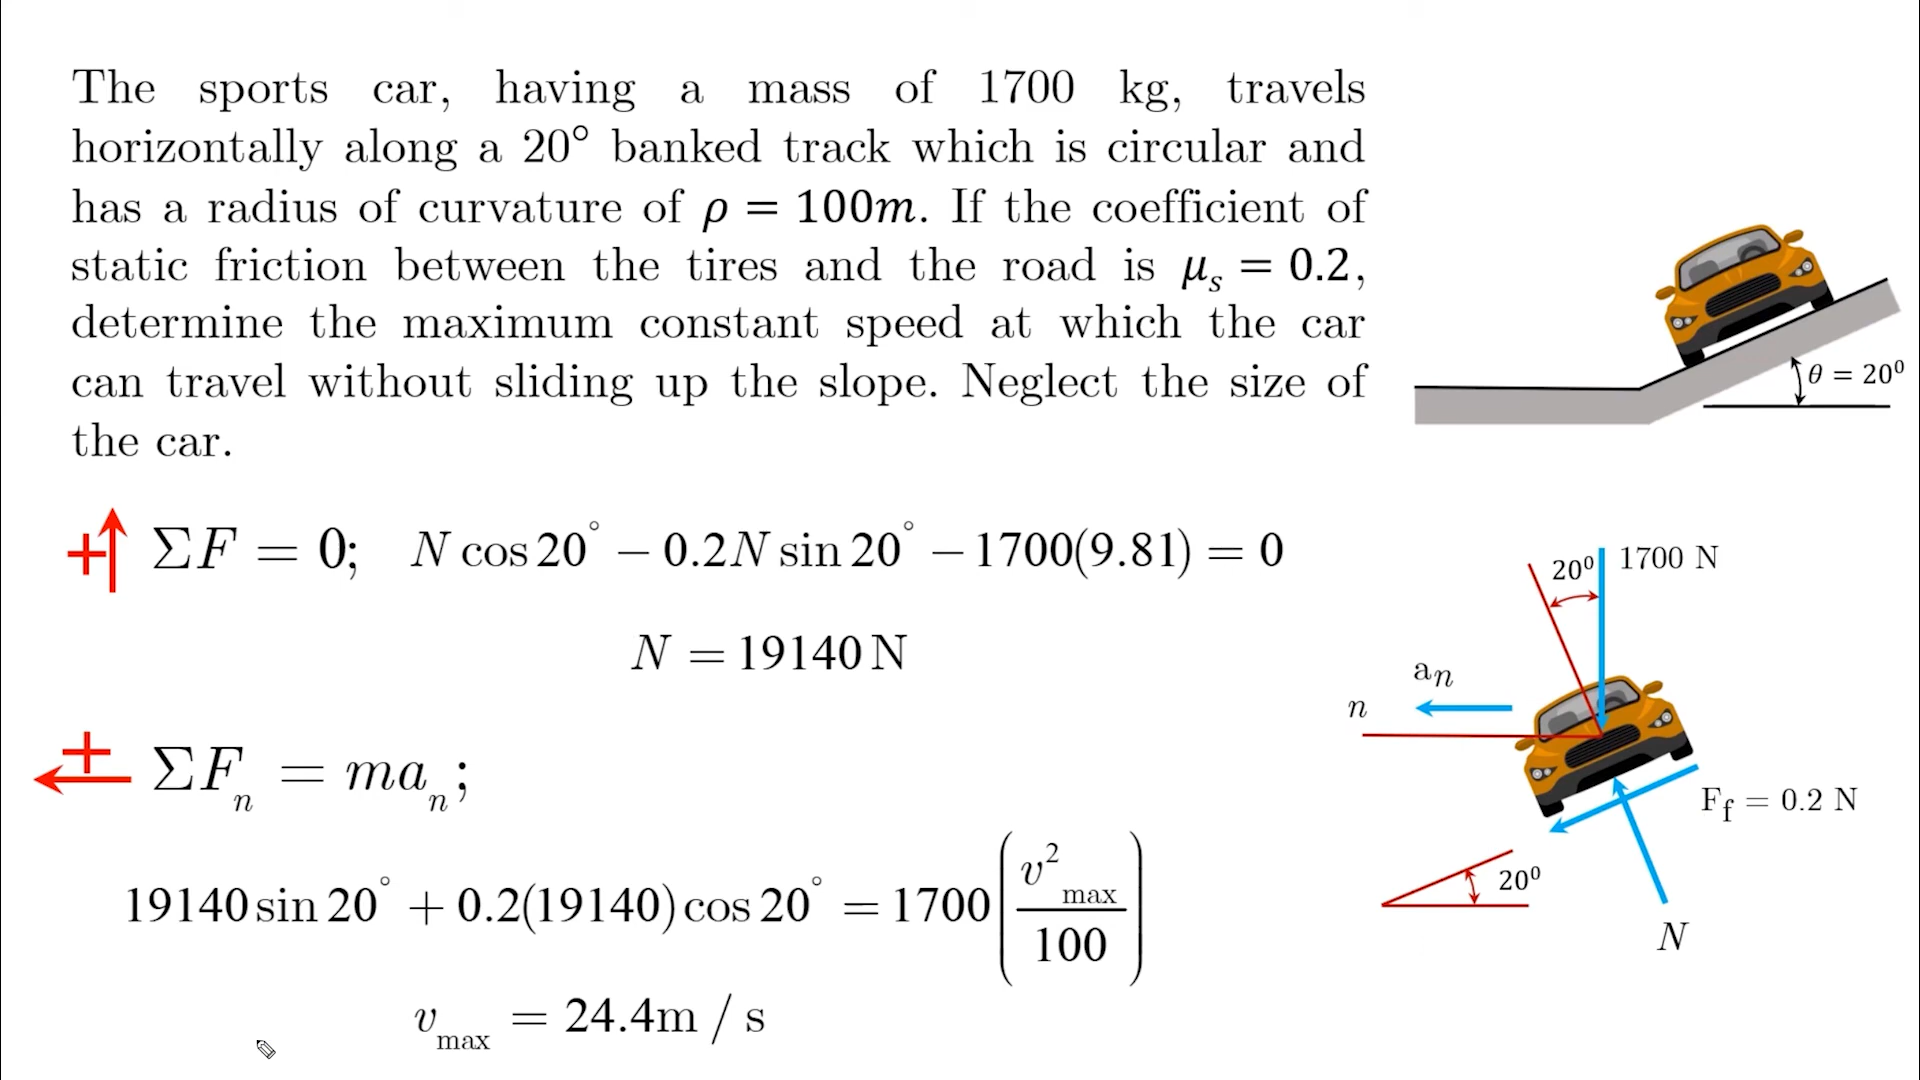 The sports car, having a mass of 1700 kg, travels
horizontally along a 20° banked track which is circular and
has a radius of curvature of ρ = 100m. If the coefficient of
static friction between the tires and the road is μₛ = 0.2,
determine the maximum constant speed at which the car
can travel without sliding up the slope. Neglect the size of
the car.
θ = 20⁰
+ ΣF = 0; N cos 20° − 0.2N sin 20° − 1700(9.81) = 0
N = 19140 N
+ ΣFₙ = maₙ;
19140 sin 20° + 0.2(19140) cos 20° = 1700(v²max/100)
vmax = 24.4m / s
20⁰ 1700 N
aₙ
n
F_f = 0.2 N
20⁰
N